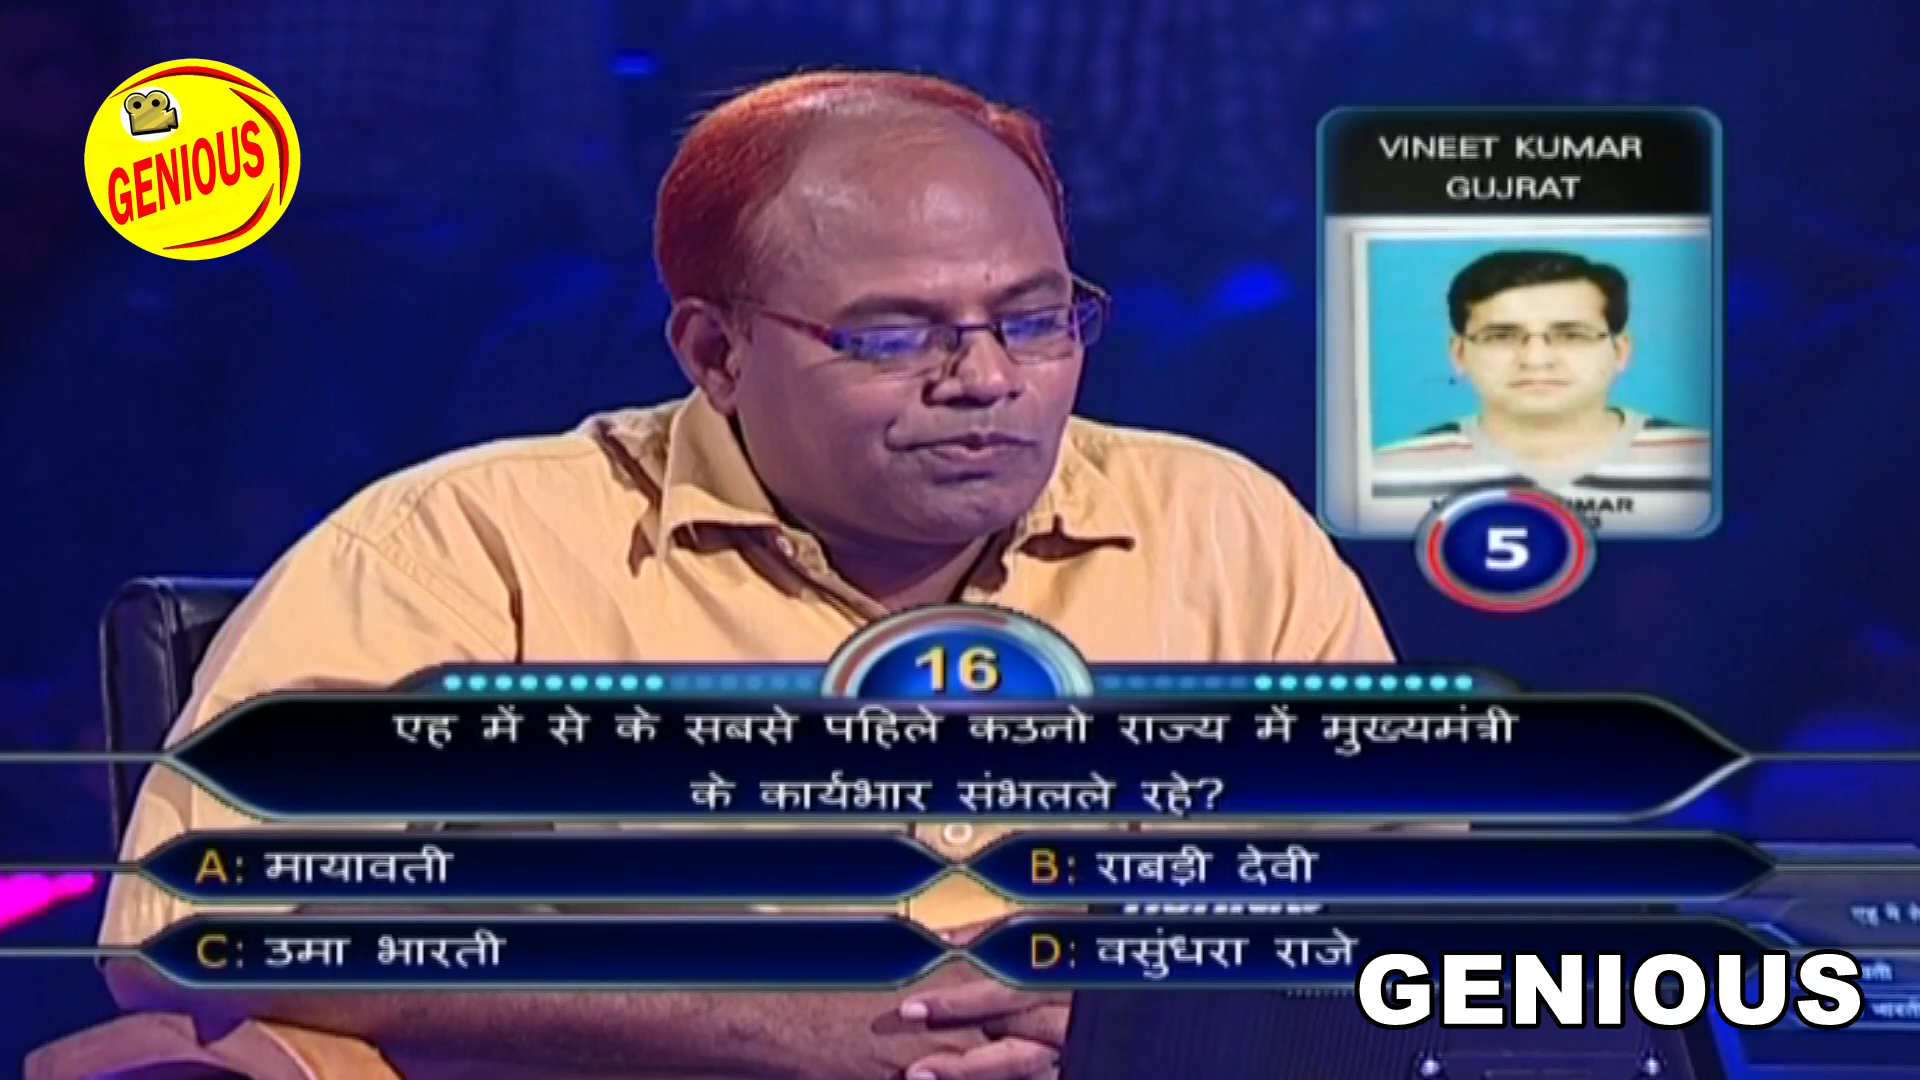 GENIOUS
VINEET KUMAR
GUJRAT
5
16
एह में से के सबसे पहिले कउनो राज्य में मुख्यमंत्री
के कार्यभार संभलले रहे?
A: मायावती
B: राबड़ी देवी
C: उमा भारती
D: वसुंधरा राजे
GENIOUS